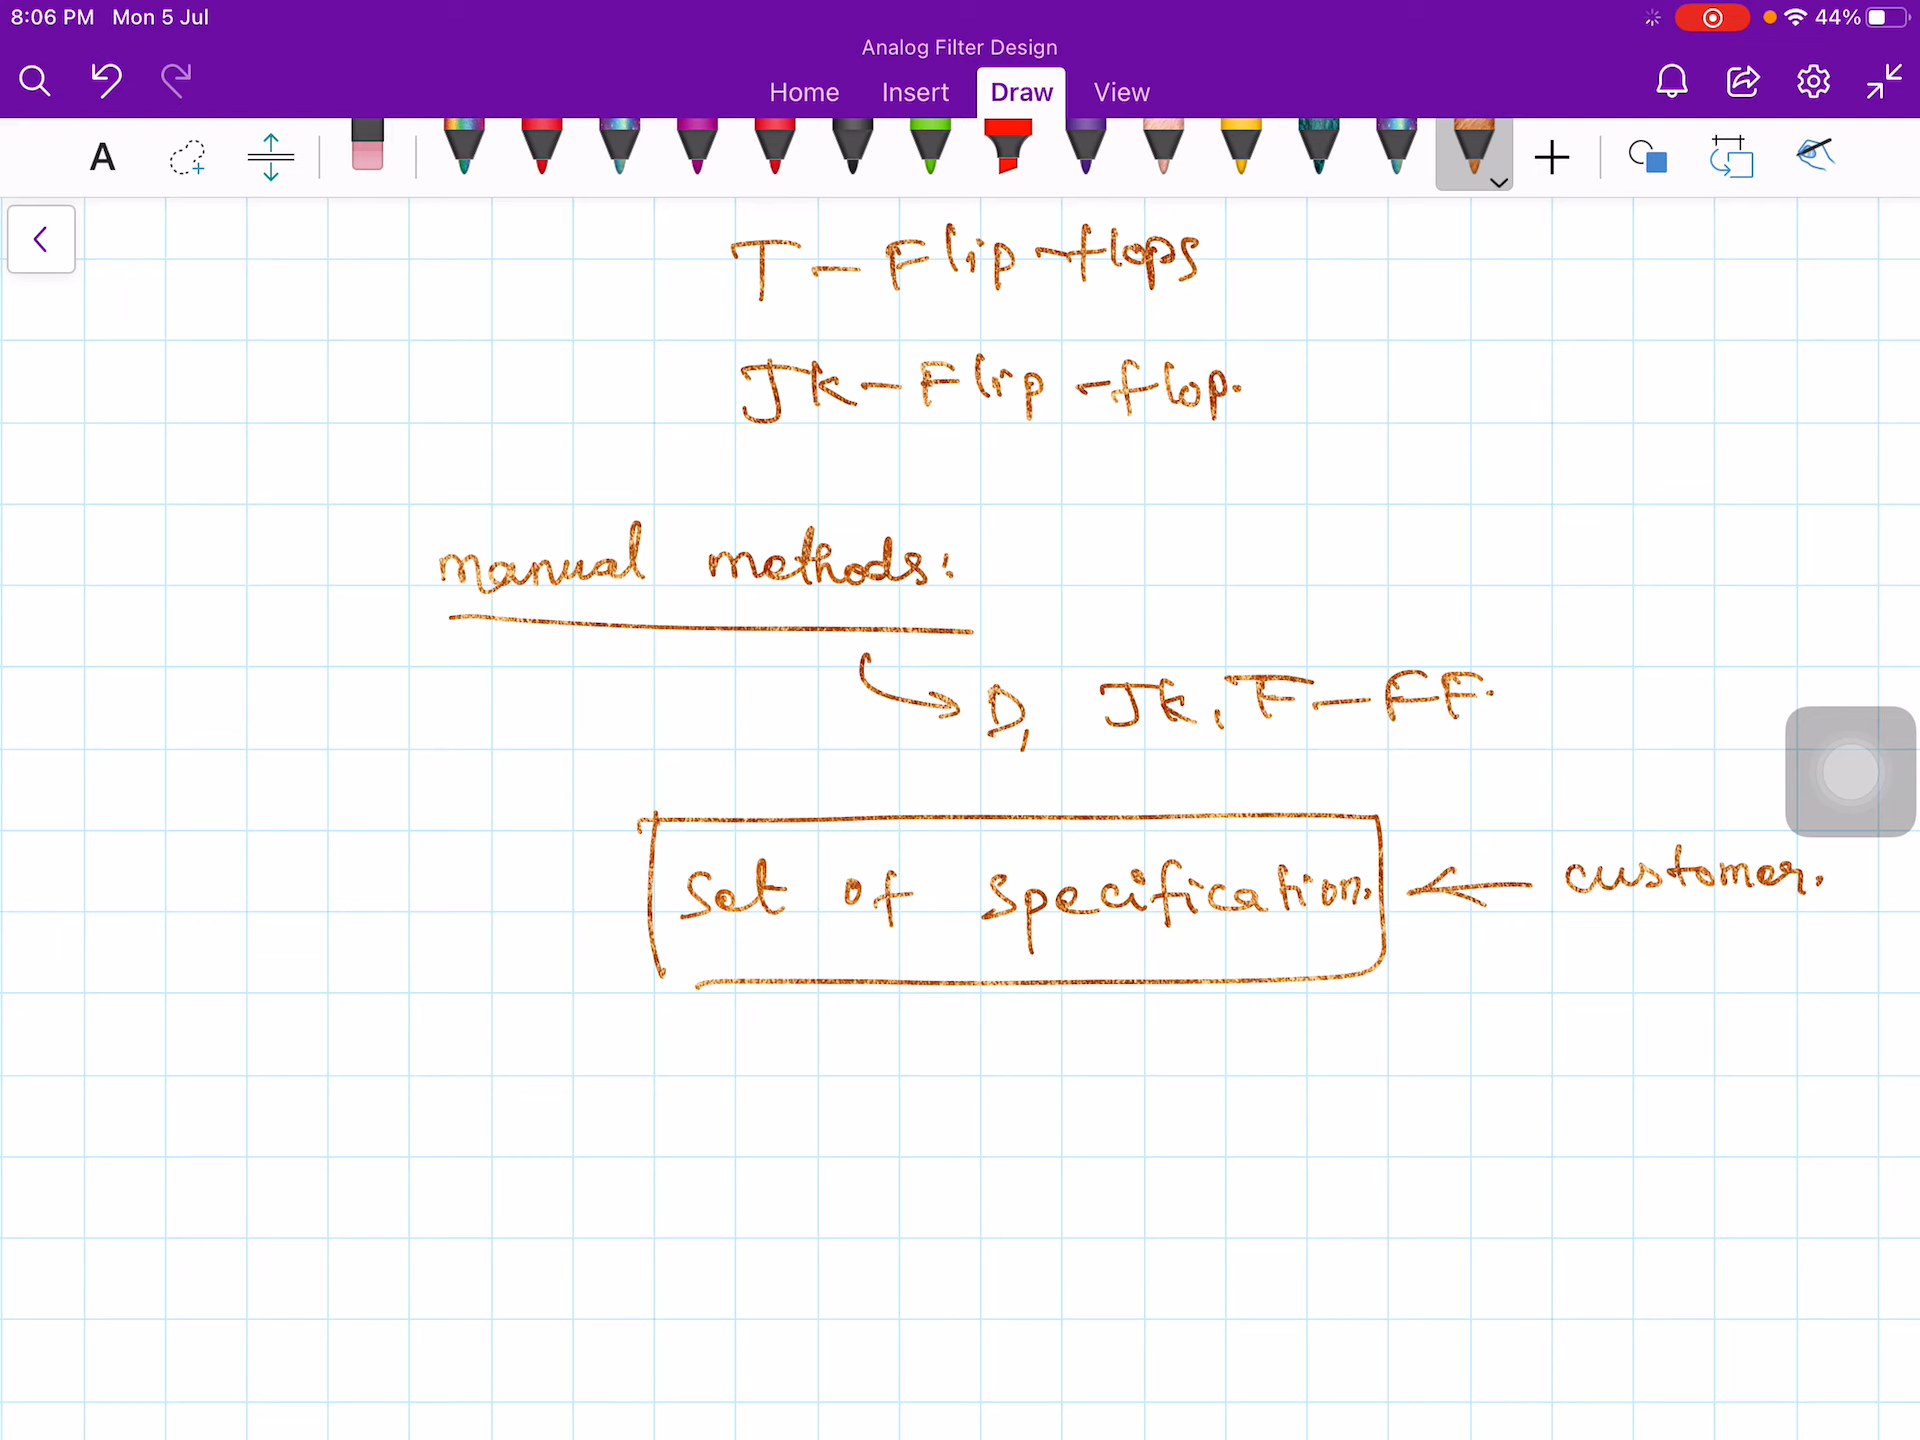 8:06 PM Mon 5 Jul
44%
Analog Filter Design
Home Insert Draw View
A
T - Flip-flops
JK - Flip-flop.
manual methods:
D, JK, T - FF.
Set of specification. ← customer.